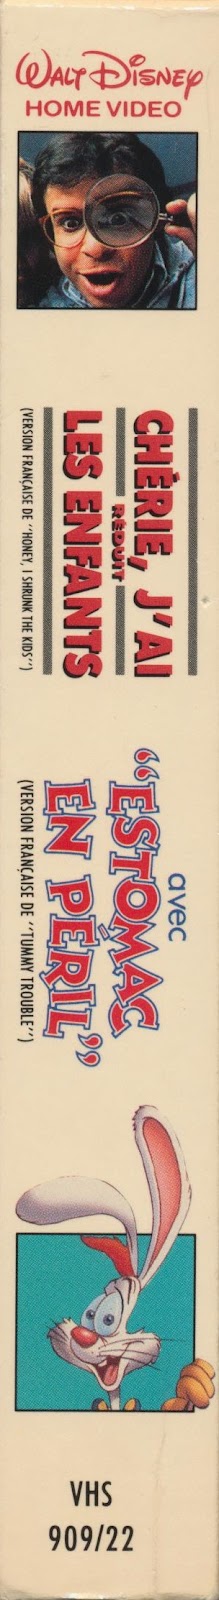 WALT DISNEY
HOME VIDEO
CHÉRIE, J'AI
RÉDUIT
LES ENFANTS
(VERSION FRANÇAISE DE "HONEY, I SHRUNK THE KIDS")
avec
"ESTOMAC
EN PÉRIL"
(VERSION FRANÇAISE DE "TUMMY TROUBLE")
VHS
909/22